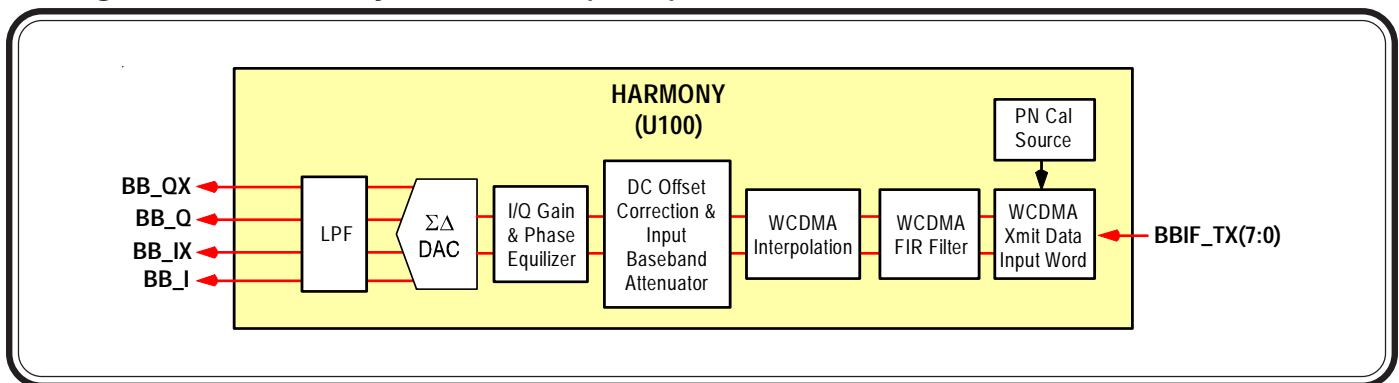 HARMONY
(U100)
PN Cal
Source
BB_QX
BB_Q
BB_IX
BB_I
LPF
ΣΔ
DAC
I/Q Gain
& Phase
Equilizer
DC Offset
Correction &
Input
Baseband
Attenuator
WCDMA
Interpolation
WCDMA
FIR Filter
WCDMA
Xmit Data
Input Word
BBIF_TX(7:0)